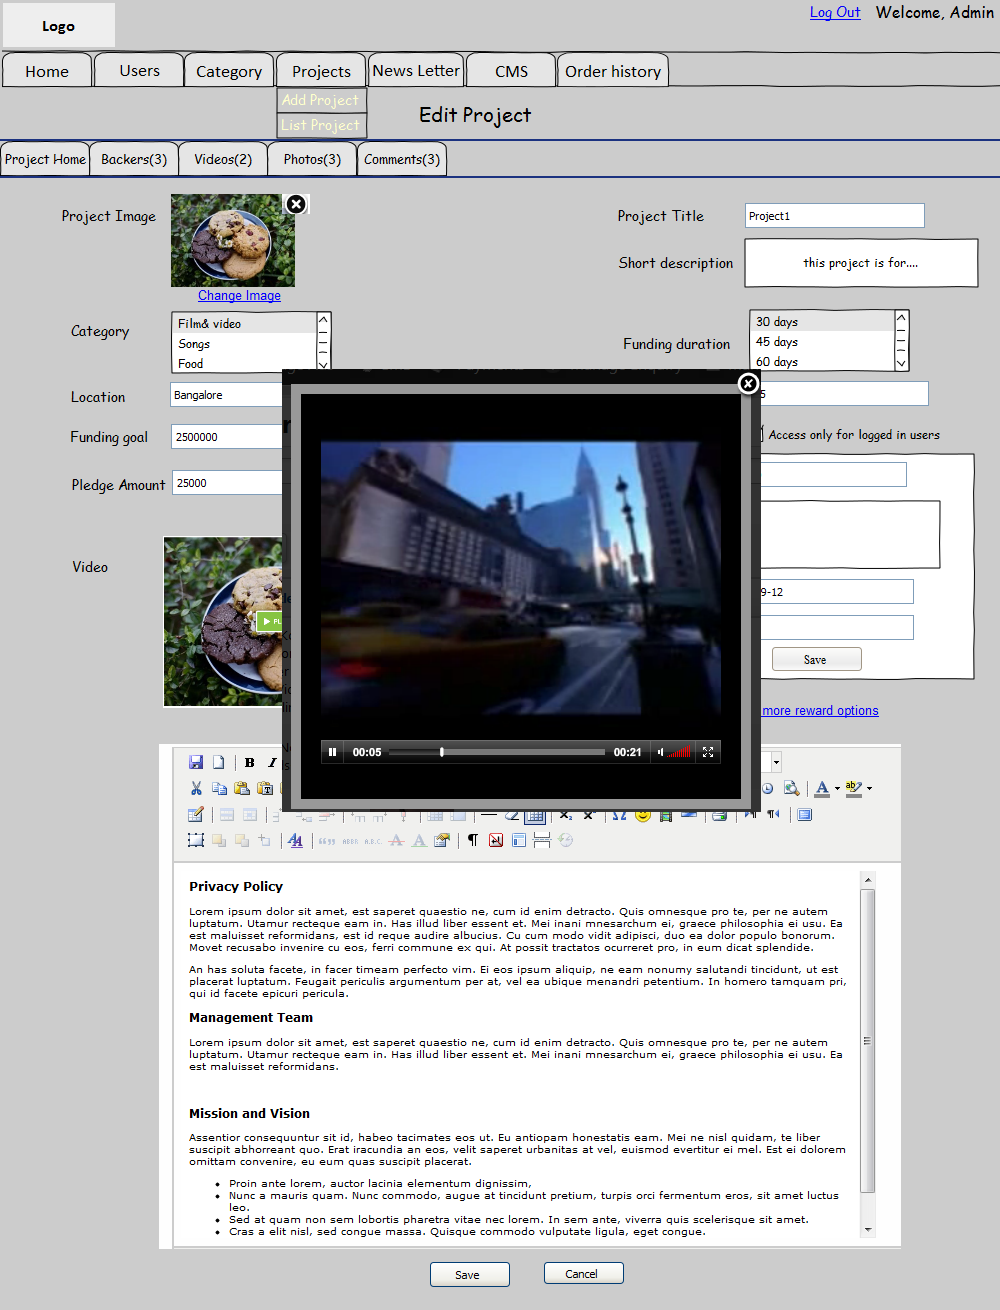 Log Out Welcome, Admin
Logo
Home Users Category Projects News Letter CMS Order history
Add Project
List Project
Edit Project
Project Home Backers(3) Videos(2) Photos(3) Comments(3)
Project Image
Change Image
Project Title Project1
Short description this project is for....
Category
Film& video
Songs
Food
Funding duration
30 days
45 days
60 days
Location Bangalore
5
Funding goal 2500000
Access only for logged in users
Pledge Amount 25000
Video
9-12
Save
more reward options
00:05 00:21
Privacy Policy
Lorem ipsum dolor sit amet, est saperet quaestio ne, cum id enim detracto. Quis omnesque pro te, per ne autem
luptatum. Utamur recteque eam in. Has illud liber essent et. Mei inani mnesarchum ei, graece philosophia ei usu. Ea
est maluisset reformidans, est id reque audire albucius. Cu cum modo vidit adipisci, duo ea dolor populo bonorum.
Movet recusabo invenire cu eos, ferri commune ex qui. At possit tractatos ocurreret pro, in eum dicat splendide.
An has soluta facete, in facer timeam perfecto vim. Ei eos ipsum aliquip, ne eam nonumy salutandi tincidunt, ut est
placerat luptatum. Feugait periculis argumentum per at, vel ea ubique menandri petentium. In homero tamquam pri,
qui id facete epicuri pericula.
Management Team
Lorem ipsum dolor sit amet, est saperet quaestio ne, cum id enim detracto. Quis omnesque pro te, per ne autem
luptatum. Utamur recteque eam in. Has illud liber essent et. Mei inani mnesarchum ei, graece philosophia ei usu. Ea
est maluisset reformidans.
Mission and Vision
Assentior consequuntur sit id, habeo tacimates eos ut. Eu antiopam honestatis eam. Mei ne nisl quidam, te liber
suscipit abhorreant quo. Erat iracundia an eos, velit saperet urbanitas at vel, euismod evertitur ei mel. Est ei dolorem
omittam convenire, eu eum quas suscipit placerat.
• Proin ante lorem, auctor lacinia elementum dignissim,
• Nunc a mauris quam. Nunc commodo, augue at tincidunt pretium, turpis orci fermentum eros, sit amet luctus
leo.
• Sed at quam non sem lobortis pharetra vitae nec lorem. In sem ante, viverra quis scelerisque sit amet.
• Cras a elit nisl, sed congue massa. Quisque commodo vulputate ligula, eget congue.
Save Cancel